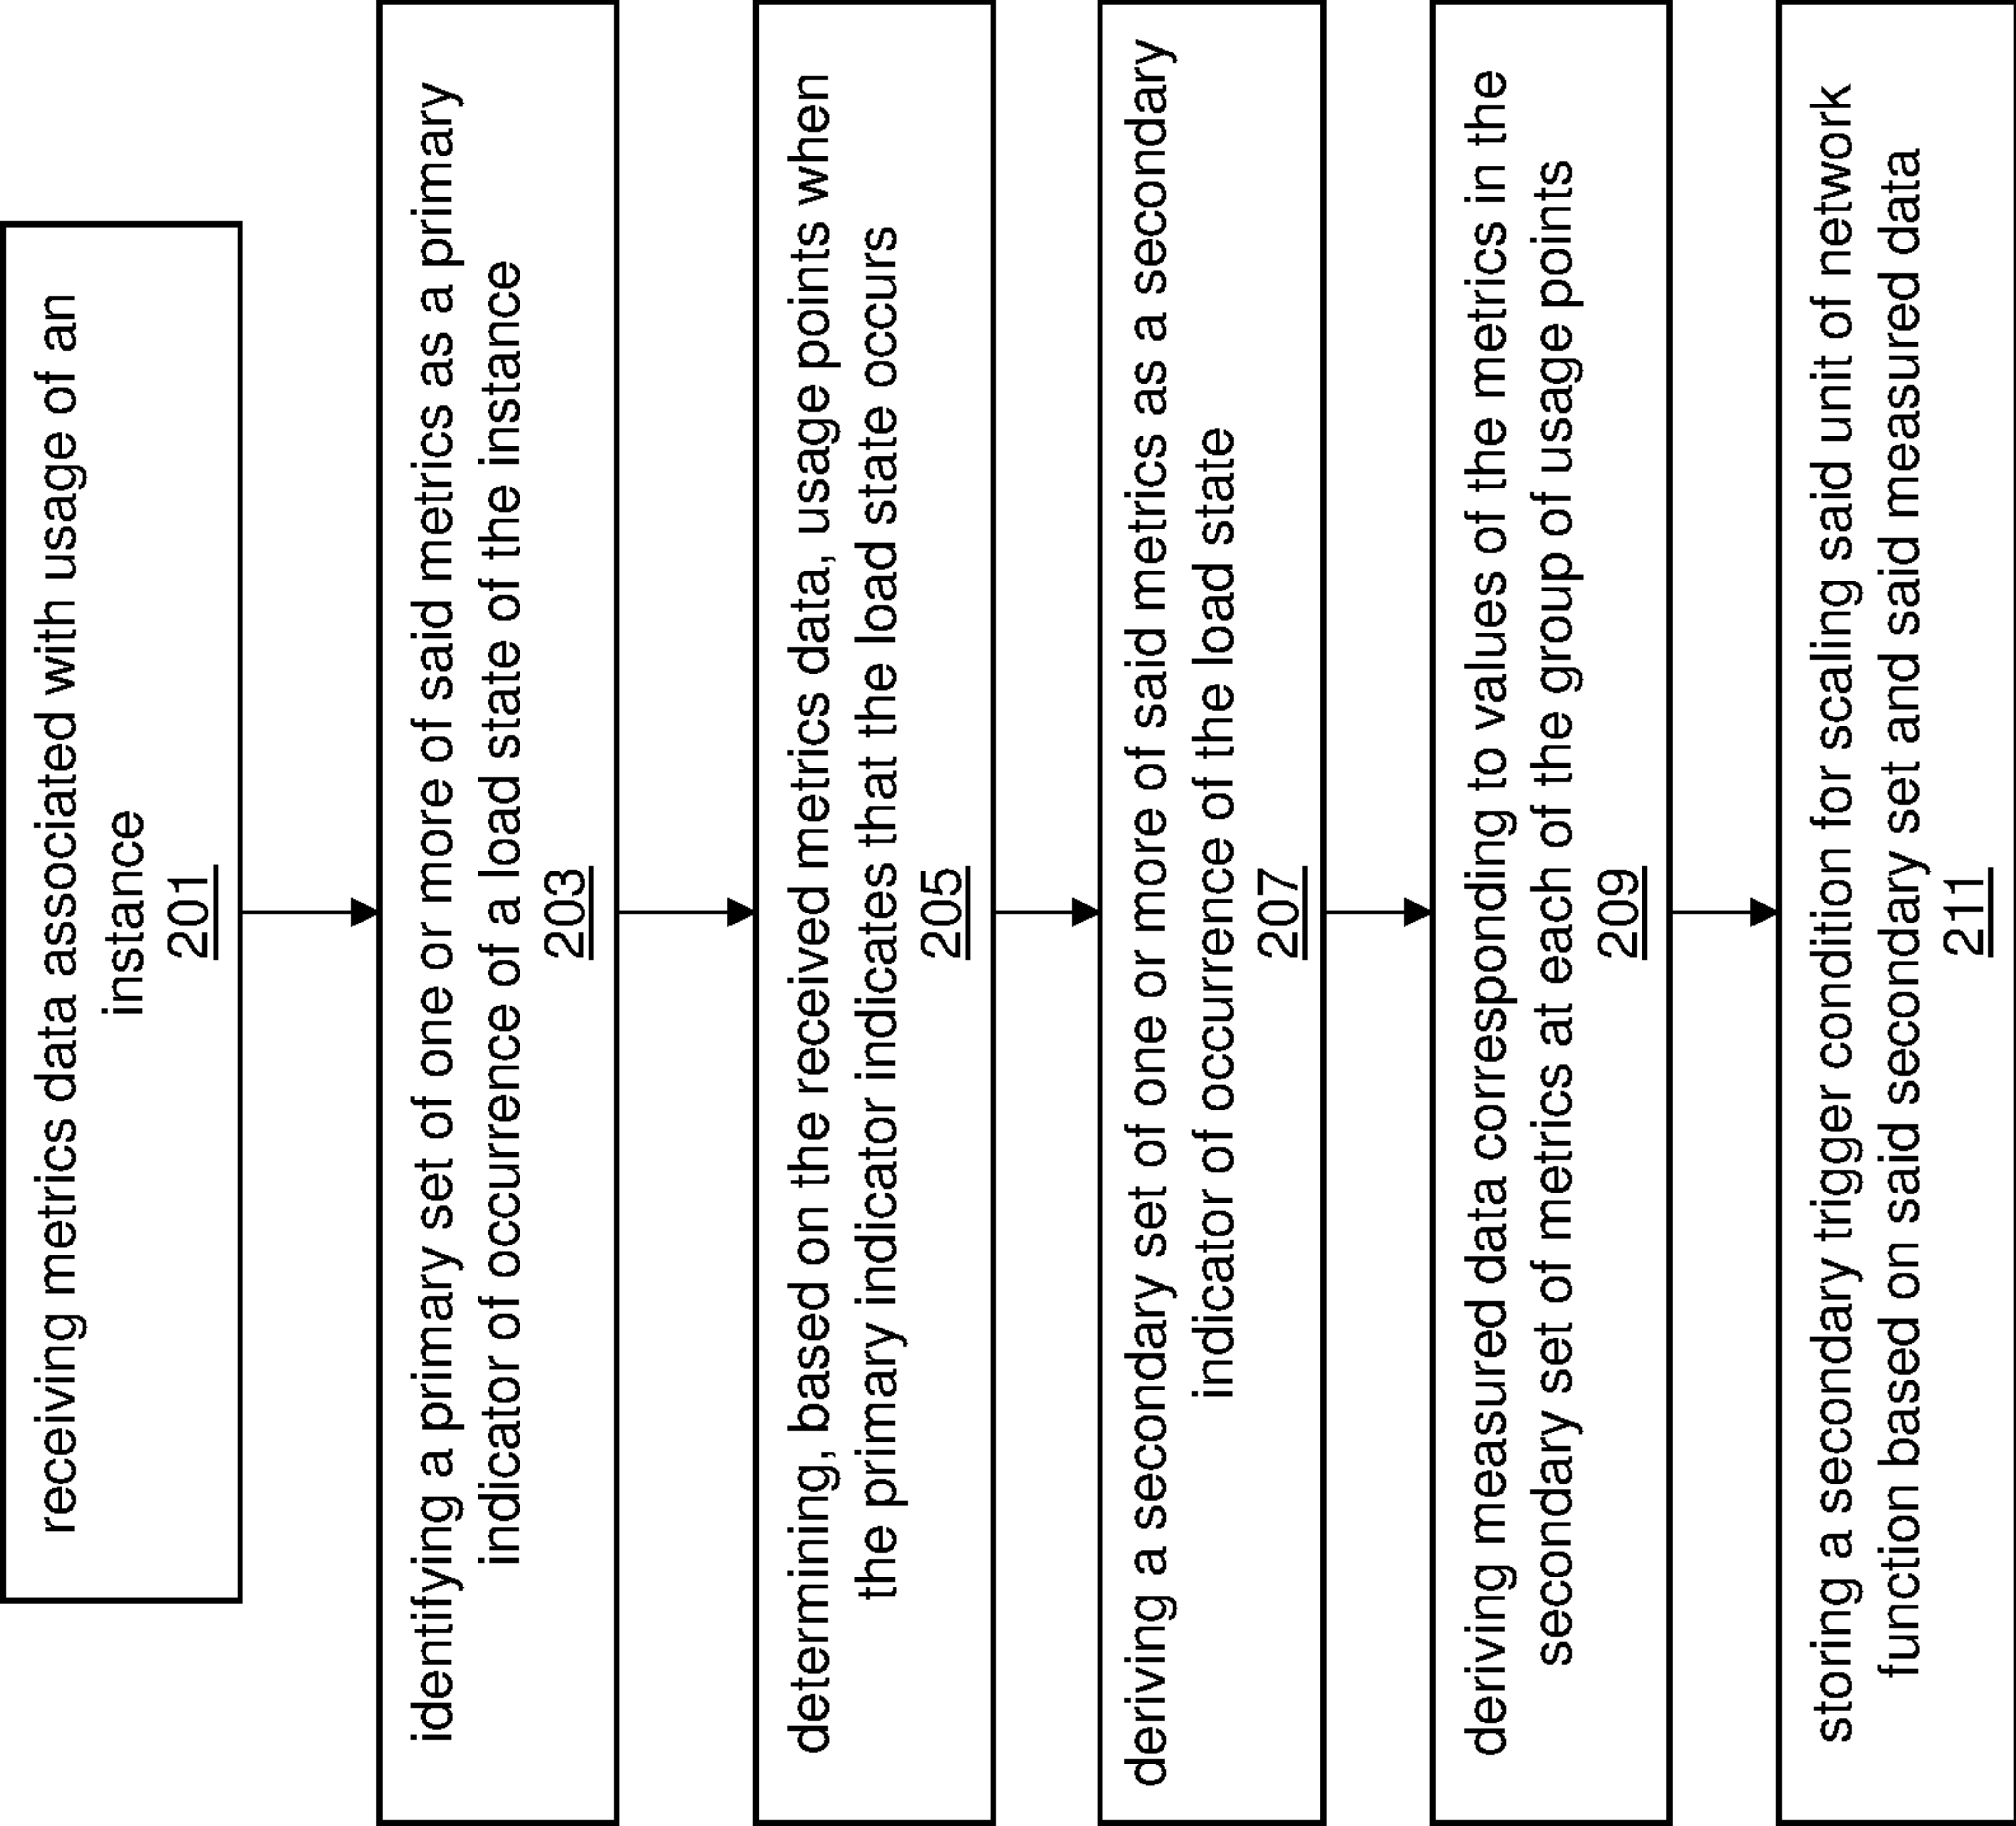 receiving metrics data associated with usage of an
instance
201
identifying a primary set of one or more of said metrics as a primary
indicator of occurrence of a load state of the instance
203
determining, based on the received metrics data, usage points when
the primary indicator indicates that the load state occurs
205
deriving a secondary set of one or more of said metrics as a secondary
indicator of occurrence of the load state
207
deriving measured data corresponding to values of the metrics in the
secondary set of metrics at each of the group of usage points
209
storing a secondary trigger condition for scaling said unit of network
function based on said secondary set and said measured data
211